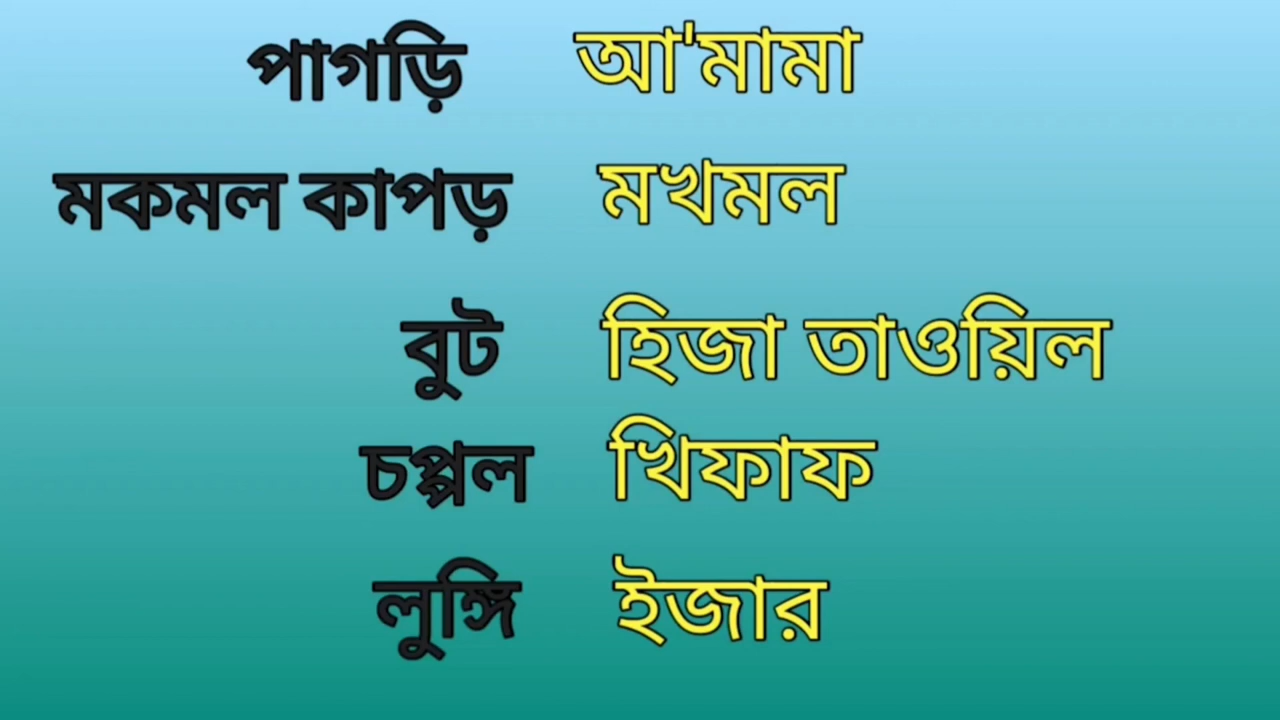 পাগড়ি আ'মামা
মকমল কাপড় মখমল
বুট হিজা তাওয়িল
চপ্পল খিফাফ
লুঙ্গি ইজার